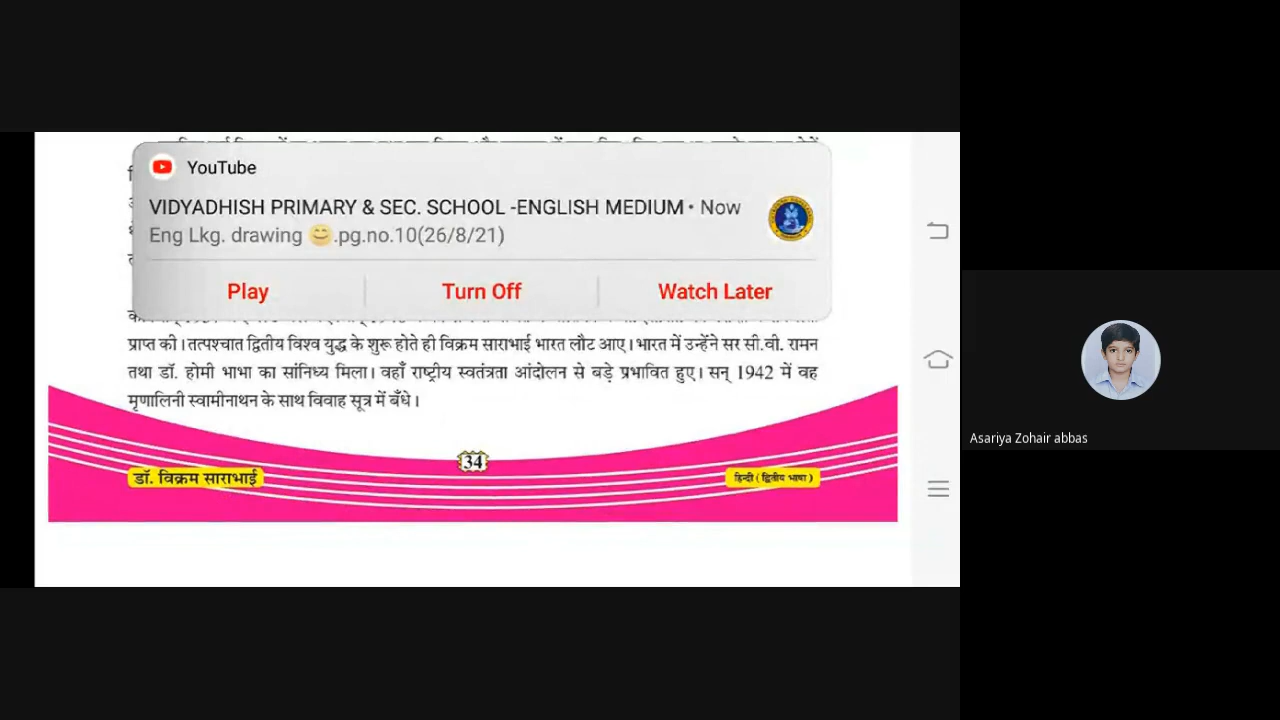 YouTube
VIDYADHISH PRIMARY & SEC. SCHOOL -ENGLISH MEDIUM • Now
Eng Lkg. drawing 😊.pg.no.10(26/8/21)
Play Turn Off Watch Later
प्राप्त की। तत्पश्चात द्वितीय विश्व युद्ध के शुरू होते ही विक्रम साराभाई भारत लौट आए। भारत में उन्हेंने सर सी.वी. रामन
तथा डॉ. होमी भाभा का सांनिध्य मिला। वहाँ राष्ट्रीय स्वतंत्रता आंदोलन से बड़े प्रभावित हुए। सन् 1942 में वह
मृणालिनी स्वामीनाथन के साथ विवाह सूत्र में बँधे।
34
डॉ. विक्रम साराभाई
हिन्दी ( द्वितीय भाषा )
Asariya Zohair abbas